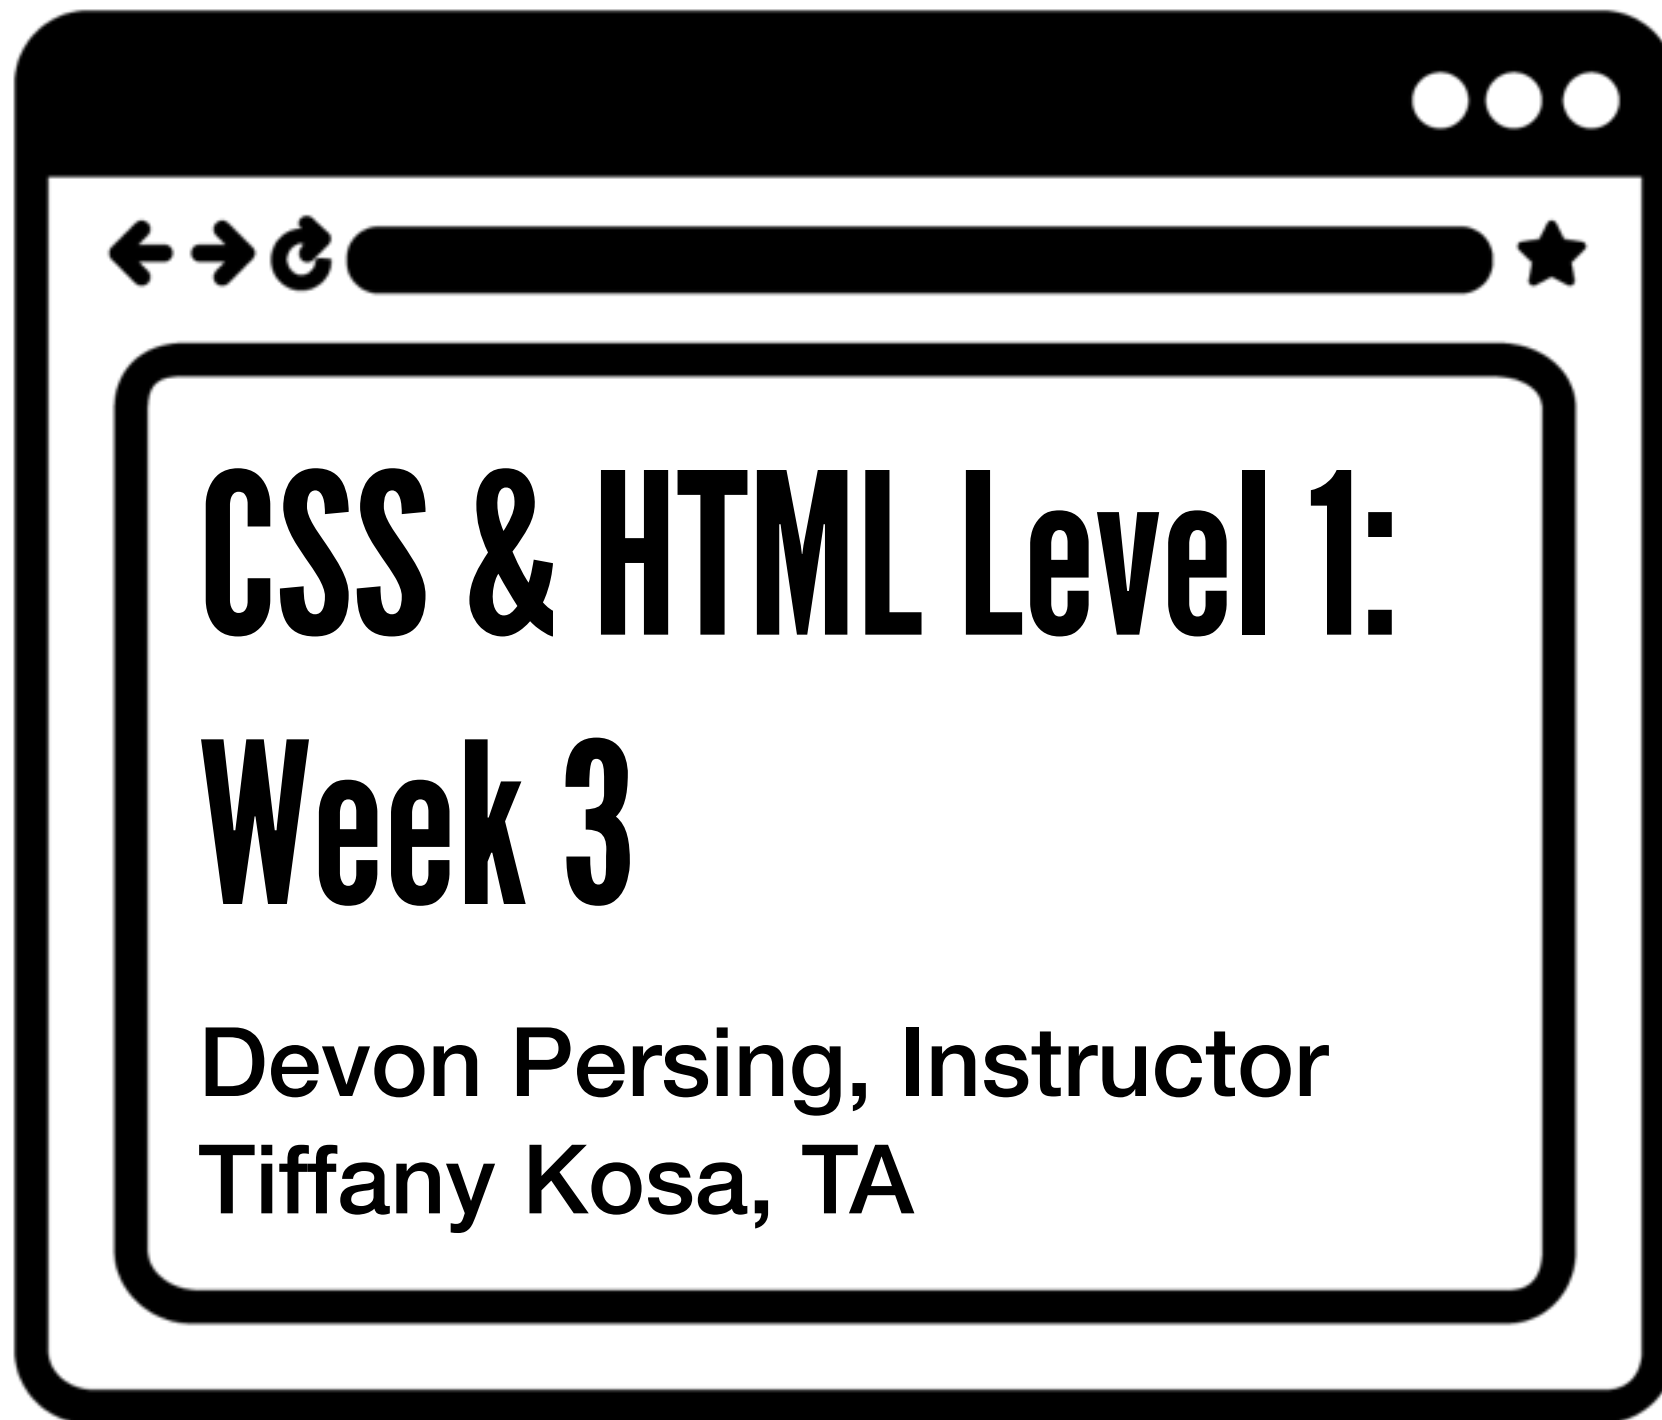 CSS & HTML Level 1:
Week 3
Devon Persing, Instructor
Tiffany Kosa, TA